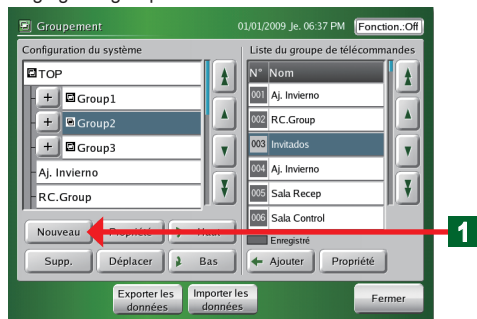 Groupement
01/01/2009 Je. 06:37 PM
Fonction.:Off
Configuration du système
TOP
+ Group1
+ Group2
+ Group3
Aj. Invierno
RC.Group
Nouveau
Propriété
Haut
Supp.
Déplacer
Bas
Liste du groupe de télécommandes
N° Nom
001 Aj. Invierno
002 RC.Group
003 Invitados
004 Aj. Invierno
005 Sala Recep
006 Sala Control
Enregistré
Ajouter
Propriété
Exporter les
données
Importer les
données
Fermer
1